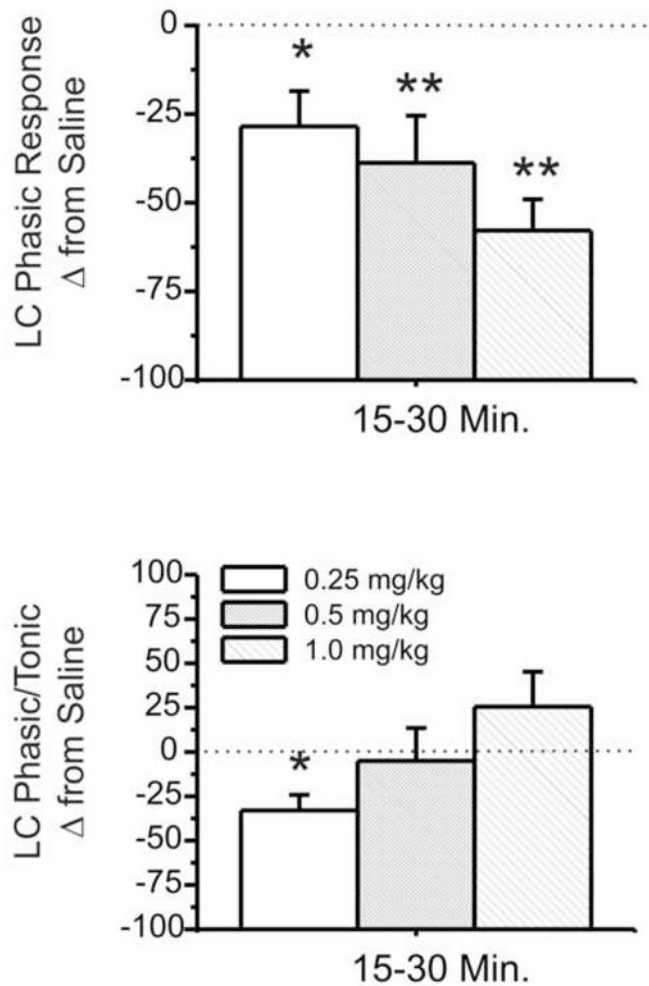 LC Phasic Response
Δ from Saline
0
-25
-50
-75
-100
*
**
**
15-30 Min.
LC Phasic/Tonic
Δ from Saline
100
75
50
25
0
-25
-50
-75
-100
0.25 mg/kg
0.5 mg/kg
1.0 mg/kg
*
15-30 Min.